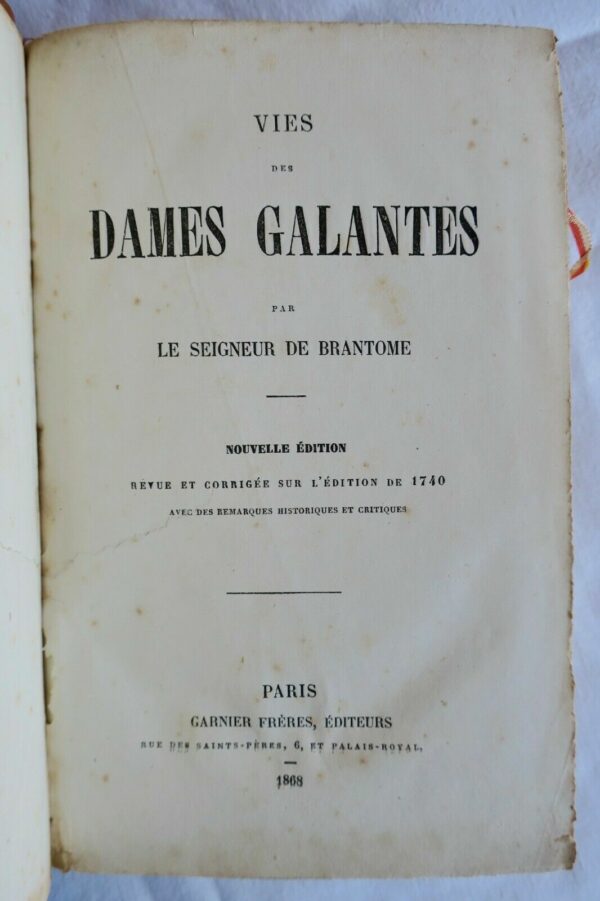 VIES
DES
DAMES GALANTES
PAR
LE SEIGNEUR DE BRANTOME
NOUVELLE ÉDITION
REVUE ET CORRIGÉE SUR L'ÉDITION DE 1740
AVEC DES REMARQUES HISTORIQUES ET CRITIQUES
PARIS
GARNIER FRÈRES, ÉDITEURS
RUE DES SAINTS-PÈRES, 6, ET PALAIS-ROYAL,
1868